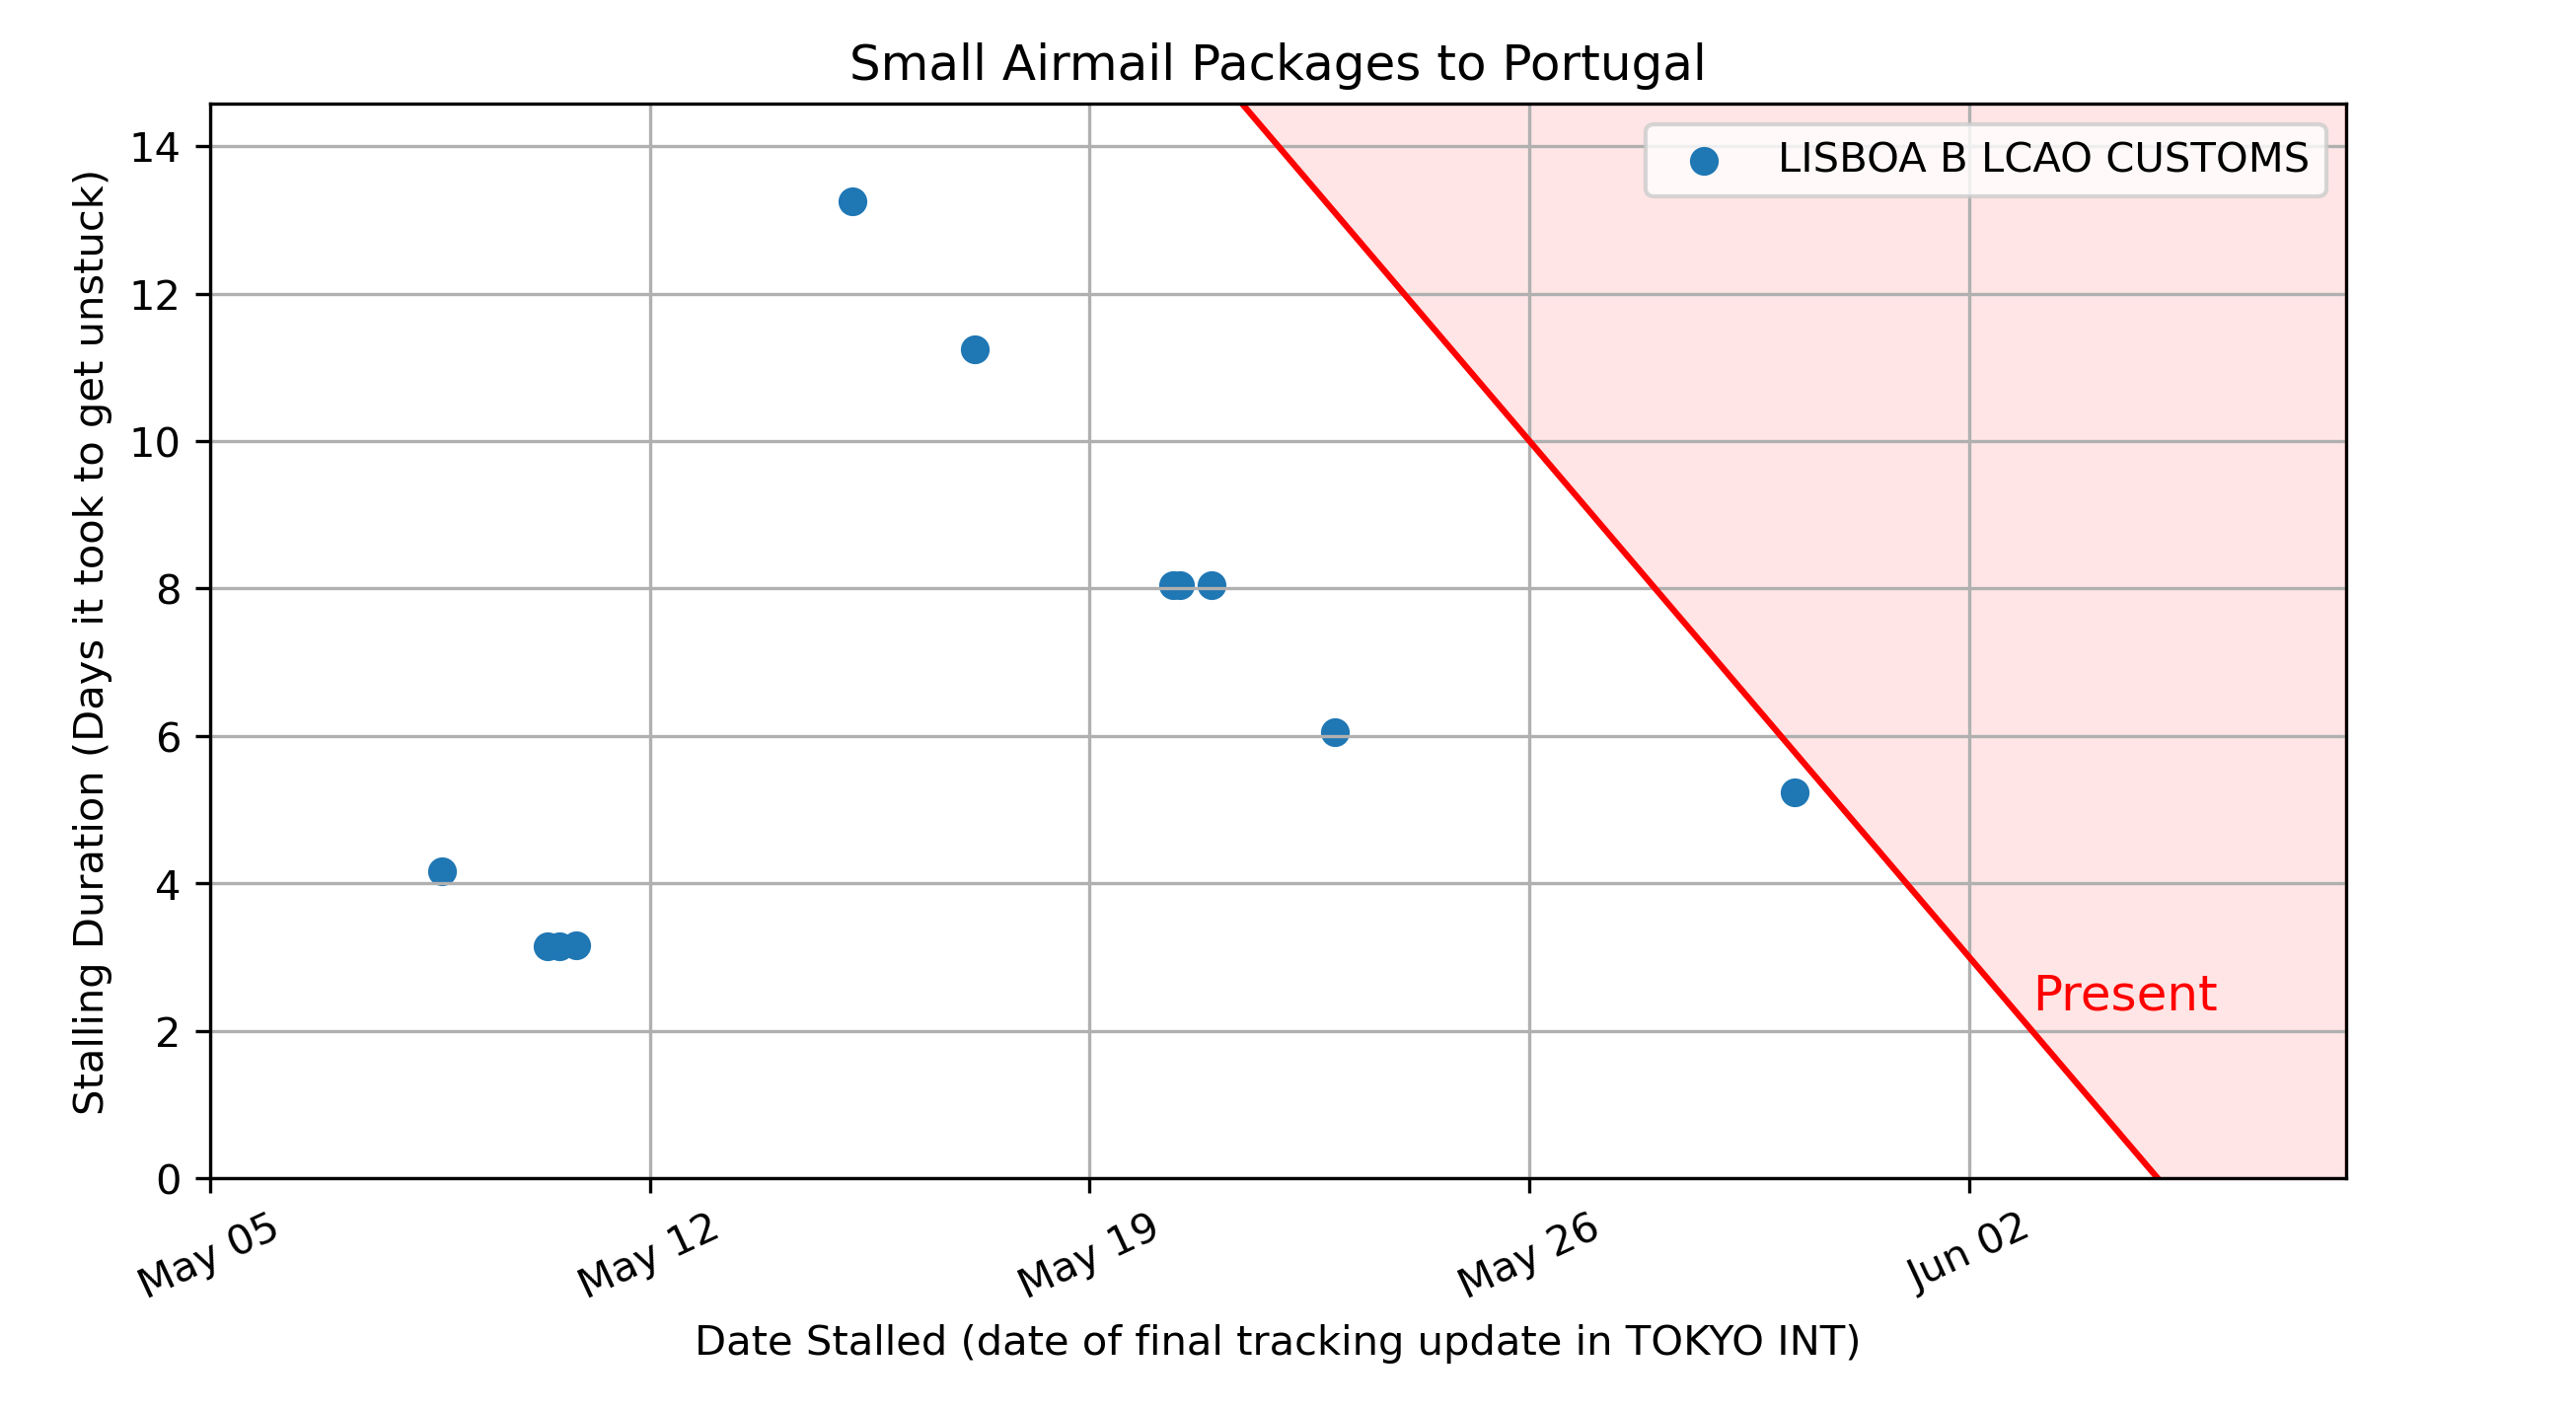 Small Airmail Packages to Portugal
LISBOA B LCAO CUSTOMS
Stalling Duration (Days it took to get unstuck)
14
12
10
8
6
4
2
0
Present
May 05
May 12
May 19
May 26
Jun 02
Date Stalled (date of final tracking update in TOKYO INT)